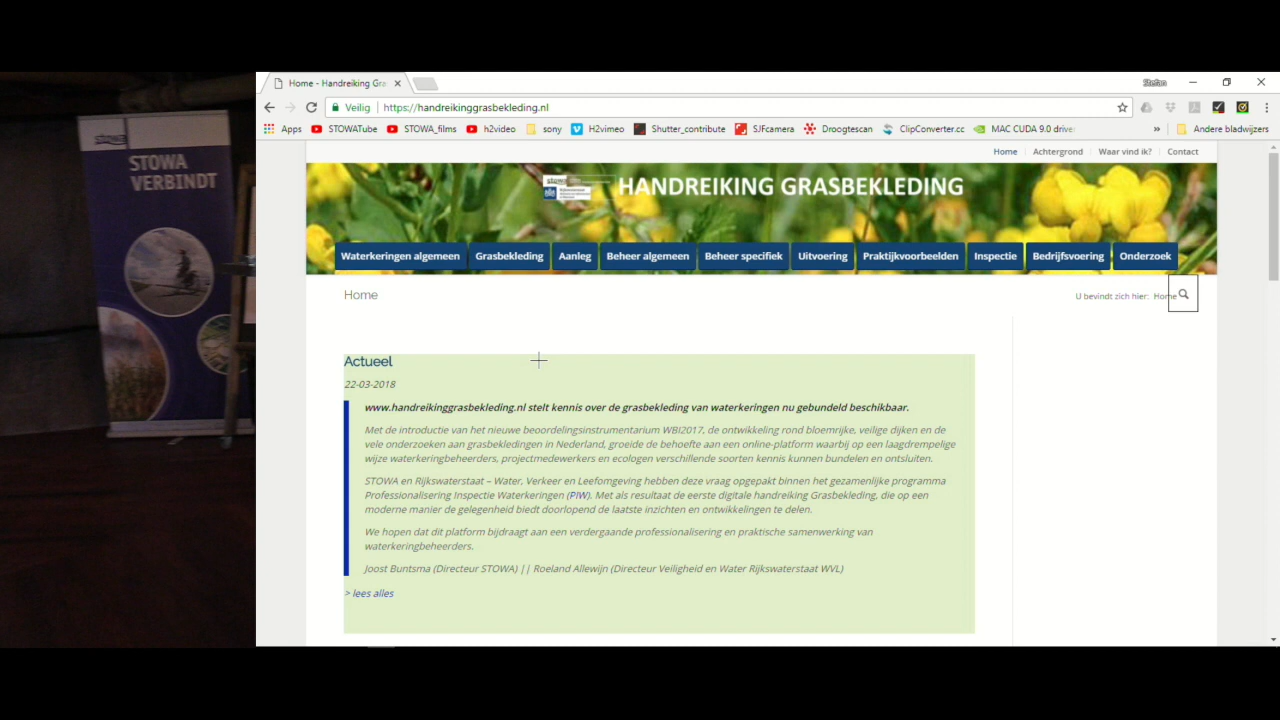 stowa
STOWA
VERBINDT
Home - Handreiking Gra
Stefan
Veilig | https://handreikinggrasbekleding.nl
Apps STOWATube STOWA_films h2video sony H2vimeo Shutter_contribute SJFcamera Droogtescan ClipConverter.cc MAC CUDA 9.0 drive » Andere bladwijzers
Home Achtergrond Waar vind ik? Contact
stowa
HANDREIKING GRASBEKLEDING
Waterkeringen algemeen Grasbekleding Aanleg Beheer algemeen Beheer specifiek Uitvoering Praktijkvoorbeelden Inspectie Bedrijfsvoering Onderzoek
Home
U bevindt zich hier: Home
Actueel
22-03-2018
www.handreikinggrasbekleding.nl stelt kennis over de grasbekleding van waterkeringen nu gebundeld beschikbaar.
Met de introductie van het nieuwe beoordelingsinstrumentarium WBI2017, de ontwikkeling rond bloemrijke, veilige dijken en de
vele onderzoeken aan grasbekledingen in Nederland, groeide de behoefte aan een online-platform waarbij op een laagdrempelige
wijze waterkeringbeheerders, projectmedewerkers en ecologen verschillende soorten kennis kunnen bundelen en ontsluiten.
STOWA en Rijkswaterstaat – Water, Verkeer en Leefomgeving hebben deze vraag opgepakt binnen het gezamenlijke programma
Professionalisering Inspectie Waterkeringen (PIW). Met als resultaat de eerste digitale handreiking Grasbekleding, die op een
moderne manier de gelegenheid biedt doorlopend de laatste inzichten en ontwikkelingen te delen.
We hopen dat dit platform bijdraagt aan een verdergaande professionalisering en praktische samenwerking van
waterkeringbeheerders.
Joost Buntsma (Directeur STOWA) || Roeland Allewijn (Directeur Veiligheid en Water Rijkswaterstaat WVL)
> lees alles